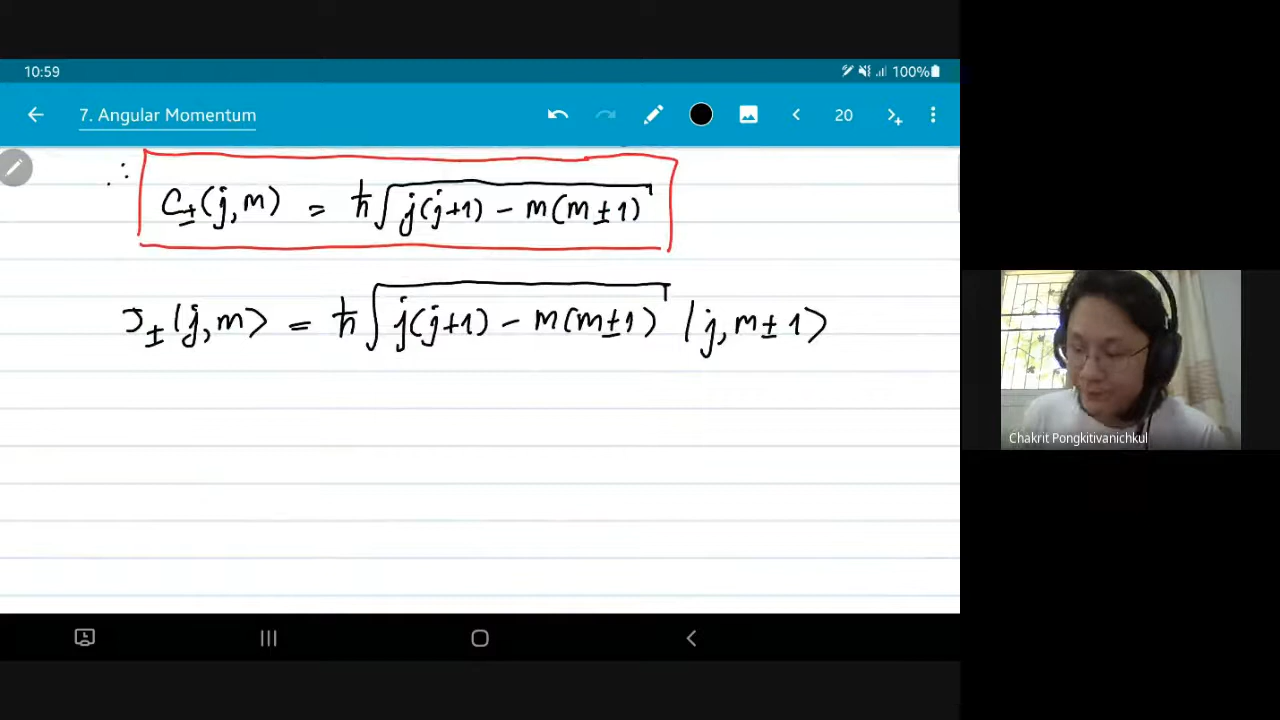 10:59
100%
7. Angular Momentum
20
∴ C±(j,m) = ħ√(j(j+1) - m(m±1))
J±|j,m> = ħ√(j(j+1) - m(m±1)) |j, m±1>
Chakrit Pongkitivanichkul